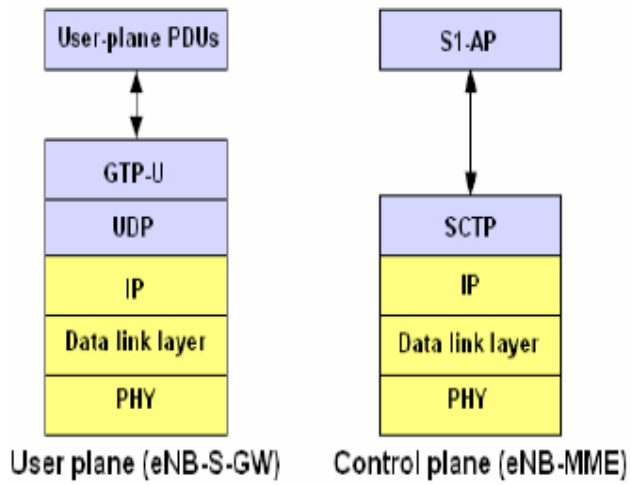 User-plane PDUs
GTP-U
UDP
IP
Data link layer
PHY
User plane (eNB-S-GW)
S1-AP
SCTP
IP
Data link layer
PHY
Control plane (eNB-MME)